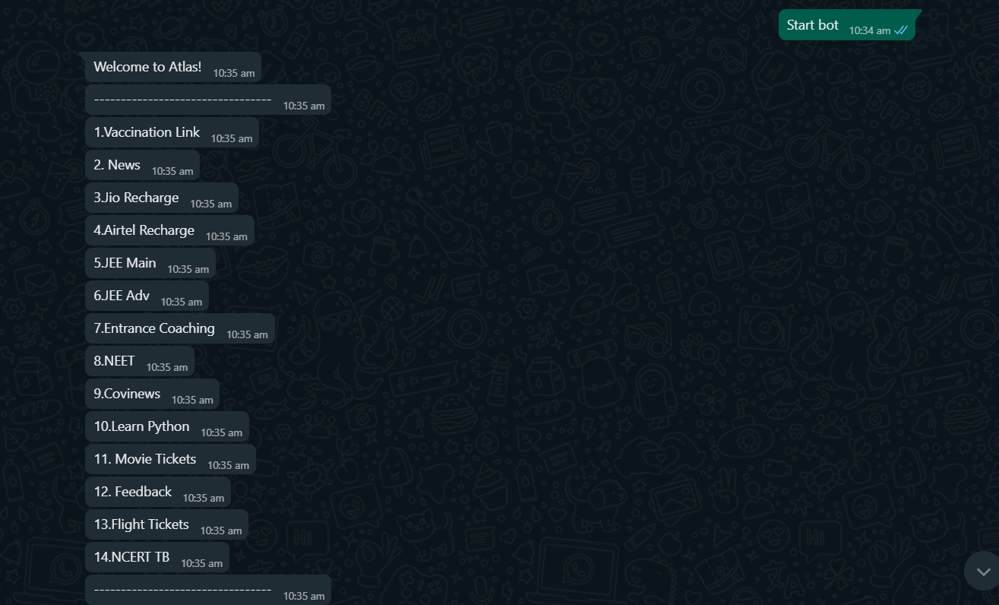 Start bot 10:34 am
Welcome to Atlas! 10:35 am
--------------------------------- 10:35 am
1.Vaccination Link 10:35 am
2. News 10:35 am
3.Jio Recharge 10:35 am
4.Airtel Recharge 10:35 am
5.JEE Main 10:35 am
6.JEE Adv 10:35 am
7.Entrance Coaching 10:35 am
8.NEET 10:35 am
9.Covinews 10:35 am
10.Learn Python 10:35 am
11. Movie Tickets 10:35 am
12. Feedback 10:35 am
13.Flight Tickets 10:35 am
14.NCERT TB 10:35 am
--------------------------------- 10:35 am